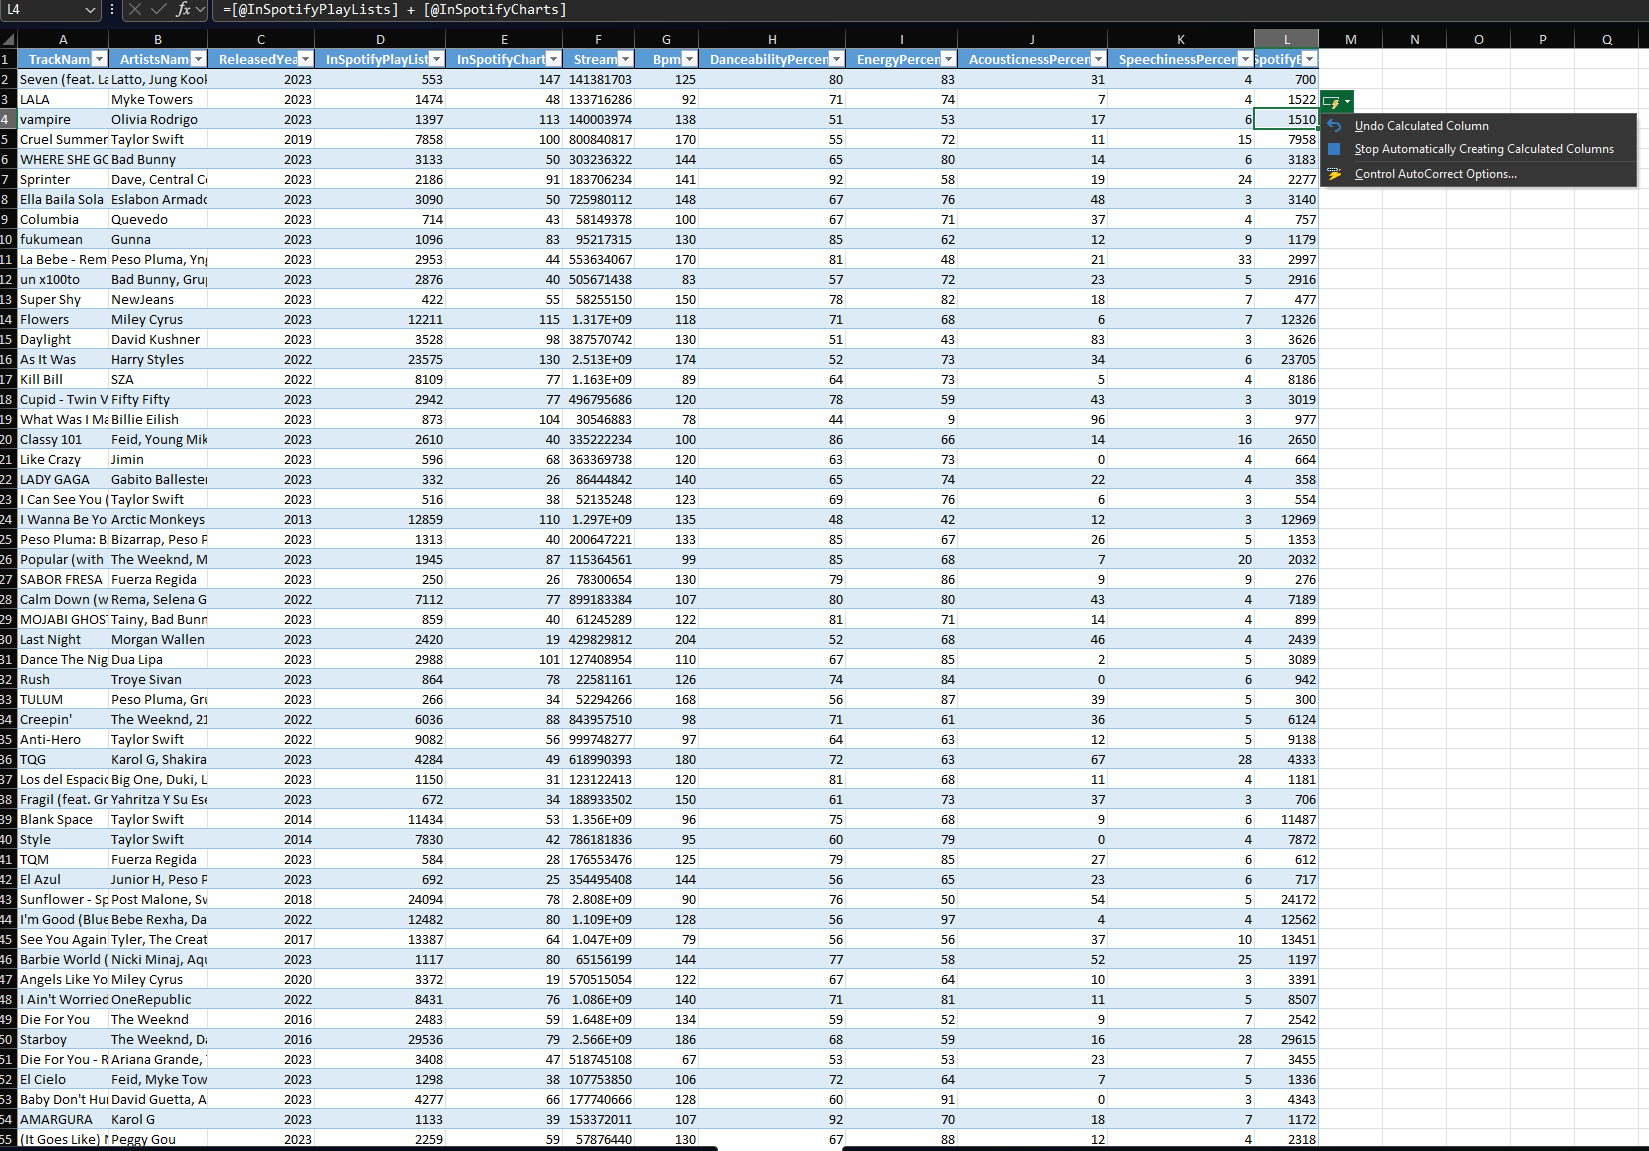 L4 fx =[@InSpotifyPlayLists] + [@InSpotifyCharts]
A B C D E F G H I J K L M N O P Q
1 TrackNam ArtistsNam ReleasedYea InSpotifyPlayList InSpotifyChart Stream Bpm DanceabilityPercen EnergyPercen AcousticnessPercen SpeechinessPercen SpotifyE
2 Seven (feat. La Latto, Jung Kook 2023 553 147 141381703 125 80 83 31 4 700
3 LALA Myke Towers 2023 1474 48 133716286 92 71 74 7 4 1522
4 vampire Olivia Rodrigo 2023 1397 113 140003974 138 51 53 17 6 1510
Undo Calculated Column
5 Cruel Summer Taylor Swift 2019 7858 100 800840817 170 55 72 11 15 7958
Stop Automatically Creating Calculated Columns
6 WHERE SHE GO Bad Bunny 2023 3133 50 303236322 144 65 80 14 6 3183
Control AutoCorrect Options...
7 Sprinter Dave, Central Ce 2023 2186 91 183706234 141 92 58 19 24 2277
8 Ella Baila Sola Eslabon Armado 2023 3090 50 725980112 148 67 76 48 3 3140
9 Columbia Quevedo 2023 714 43 58149378 100 67 71 37 4 757
10 fukumean Gunna 2023 1096 83 95217315 130 85 62 12 9 1179
11 La Bebe - Rem Peso Pluma, Yng 2023 2953 44 553634067 170 81 48 21 33 2997
12 un x100to Bad Bunny, Grup 2023 2876 40 505671438 83 57 72 23 5 2916
13 Super Shy NewJeans 2023 422 55 58255150 150 78 82 18 7 477
14 Flowers Miley Cyrus 2023 12211 115 1.317E+09 118 71 68 6 7 12326
15 Daylight David Kushner 2023 3528 98 387570742 130 51 43 83 3 3626
16 As It Was Harry Styles 2022 23575 130 2.513E+09 174 52 73 34 6 23705
17 Kill Bill SZA 2022 8109 77 1.163E+09 89 64 73 5 4 8186
18 Cupid - Twin V Fifty Fifty 2023 2942 77 496795686 120 78 59 43 3 3019
19 What Was I Ma Billie Eilish 2023 873 104 30546883 78 44 9 96 3 977
20 Classy 101 Feid, Young Mik 2023 2610 40 335222234 100 86 66 14 16 2650
21 Like Crazy Jimin 2023 596 68 363369738 120 63 73 0 4 664
22 LADY GAGA Gabito Ballester 2023 332 26 86444842 140 65 74 22 4 358
23 I Can See You ( Taylor Swift 2023 516 38 52135248 123 69 76 6 3 554
24 I Wanna Be Yo Arctic Monkeys 2013 12859 110 1.297E+09 135 48 42 12 3 12969
25 Peso Pluma: B Bizarrap, Peso P 2023 1313 40 200647221 133 85 67 26 5 1353
26 Popular (with The Weeknd, M 2023 1945 87 115364561 99 85 68 7 20 2032
27 SABOR FRESA Fuerza Regida 2023 250 26 78300654 130 79 86 9 9 276
28 Calm Down (w Rema, Selena G 2022 7112 77 899183384 107 80 80 43 4 7189
29 MOJABI GHOST Tainy, Bad Bunn 2023 859 40 61245289 122 81 71 14 4 899
30 Last Night Morgan Wallen 2023 2420 19 429829812 204 52 68 46 4 2439
31 Dance The Nig Dua Lipa 2023 2988 101 127408954 110 67 85 2 5 3089
32 Rush Troye Sivan 2023 864 78 22581161 126 74 84 0 6 942
33 TULUM Peso Pluma, Gru 2023 266 34 52294266 168 56 87 39 5 300
34 Creepin' The Weeknd, 21 2022 6036 88 843957510 98 71 61 36 5 6124
35 Anti-Hero Taylor Swift 2022 9082 56 999748277 97 64 63 12 5 9138
36 TQG Karol G, Shakira 2023 4284 49 618990393 180 72 63 67 28 4333
37 Los del Espacio Big One, Duki, L 2023 1150 31 123122413 120 81 68 11 4 1181
38 Fragil (feat. Gr Yahritza Y Su Ese 2023 672 34 188933502 150 61 73 37 3 706
39 Blank Space Taylor Swift 2014 11434 53 1.356E+09 96 75 68 9 6 11487
40 Style Taylor Swift 2014 7830 42 786181836 95 60 79 0 4 7872
41 TQM Fuerza Regida 2023 584 28 176553476 125 79 85 27 6 612
42 El Azul Junior H, Peso P 2023 692 25 354495408 144 56 65 23 6 717
43 Sunflower - Sp Post Malone, Sw 2018 24094 78 2.808E+09 90 76 50 54 5 24172
44 I'm Good (Blue Bebe Rexha, Da 2022 12482 80 1.109E+09 128 56 97 4 4 12562
45 See You Again Tyler, The Creat 2017 13387 64 1.047E+09 79 56 56 37 10 13451
46 Barbie World ( Nicki Minaj, Aqu 2023 1117 80 65156199 144 77 58 52 25 1197
47 Angels Like Yo Miley Cyrus 2020 3372 19 570515054 122 67 64 10 3 3391
48 I Ain't Worried OneRepublic 2022 8431 76 1.086E+09 140 71 81 11 5 8507
49 Die For You The Weeknd 2016 2483 59 1.648E+09 134 59 52 9 7 2542
50 Starboy The Weeknd, Da 2016 29536 79 2.566E+09 186 68 59 16 28 29615
51 Die For You - R Ariana Grande, 2023 3408 47 518745108 67 53 53 23 7 3455
52 El Cielo Feid, Myke Tow 2023 1298 38 107753850 106 72 64 7 5 1336
53 Baby Don't Hur David Guetta, A 2023 4277 66 177740666 128 60 91 0 3 4343
54 AMARGURA Karol G 2023 1133 39 153372011 107 92 70 18 7 1172
55 (It Goes Like) N Peggy Gou 2023 2259 59 57876440 130 67 88 12 4 2318